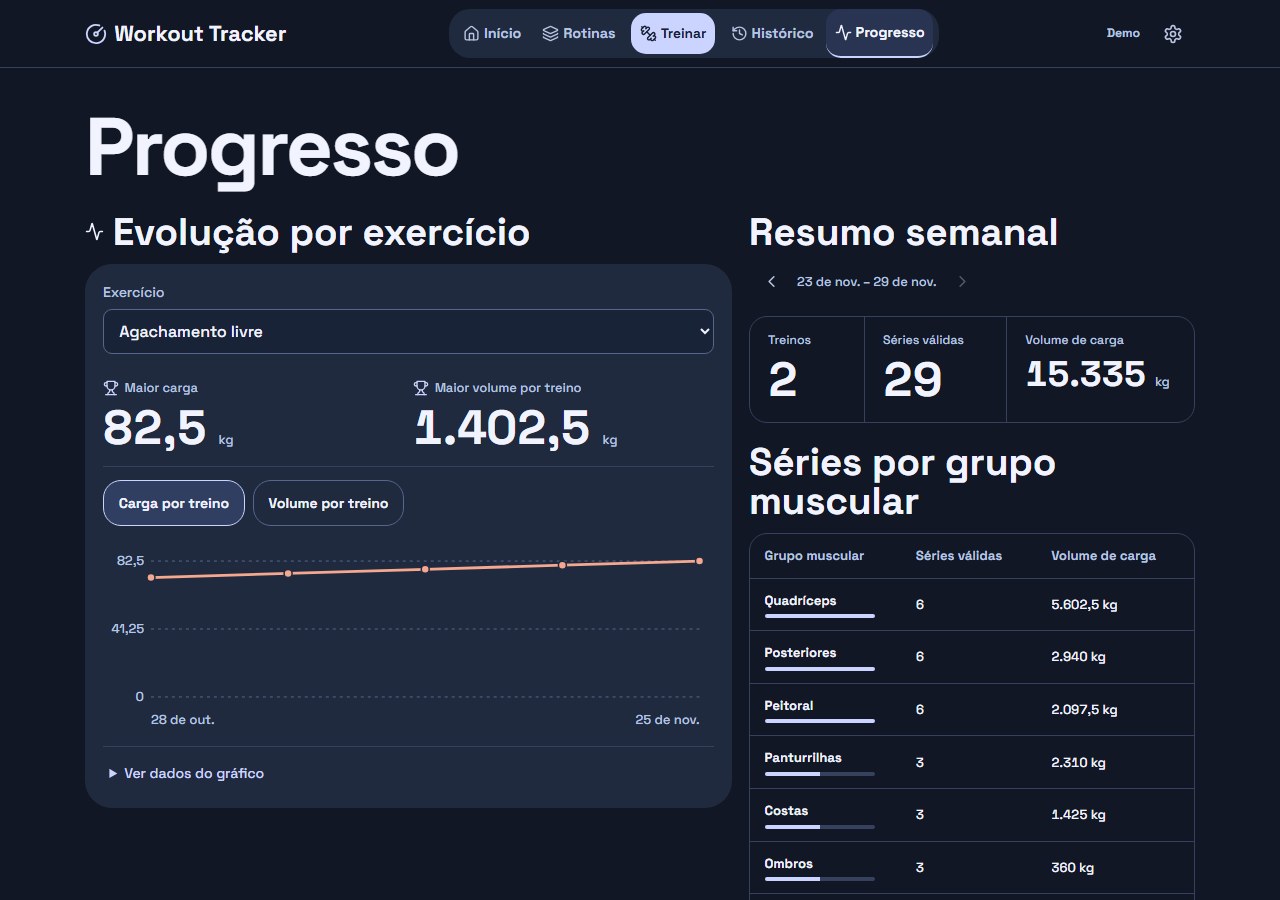 Workout Tracker
Início
Rotinas
Treinar
Histórico
Progresso
Demo
Progresso
Evolução por exercício
Exercício
Agachamento livre
Maior carga
82,5 kg
Maior volume por treino
1.402,5 kg
Carga por treino
Volume por treino
82,5
41,25
0
28 de out.
25 de nov.
Ver dados do gráfico
Resumo semanal
23 de nov. – 29 de nov.
Treinos
2
Séries válidas
29
Volume de carga
15.335 kg
Séries por grupo
muscular
Grupo muscular Séries válidas Volume de carga
Quadríceps 6 5.602,5 kg
Posteriores 6 2.940 kg
Peitoral 6 2.097,5 kg
Panturrilhas 3 2.310 kg
Costas 3 1.425 kg
Ombros 3 360 kg